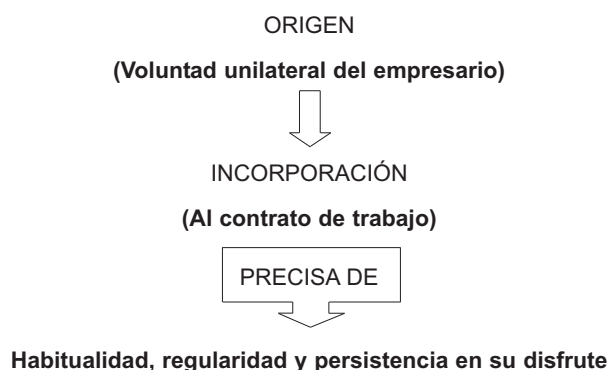 ORIGEN
(Voluntad unilateral del empresario)
INCORPORACIÓN
(Al contrato de trabajo)
PRECISA DE
Habitualidad, regularidad y persistencia en su disfrute